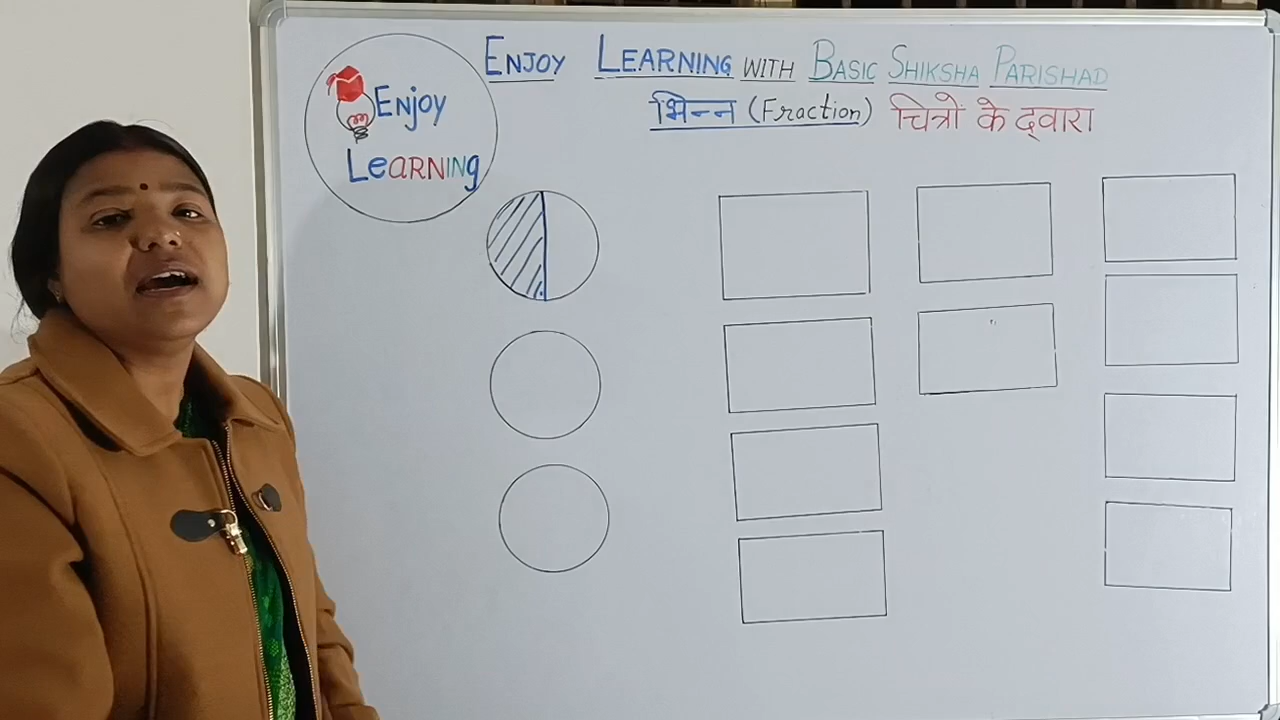 Enjoy
LeARNINg
ENJOY LEARNING WITH BASIC SHIKSHA PARISHAD
भिन्न (Fraction) चित्रों के द्वारा